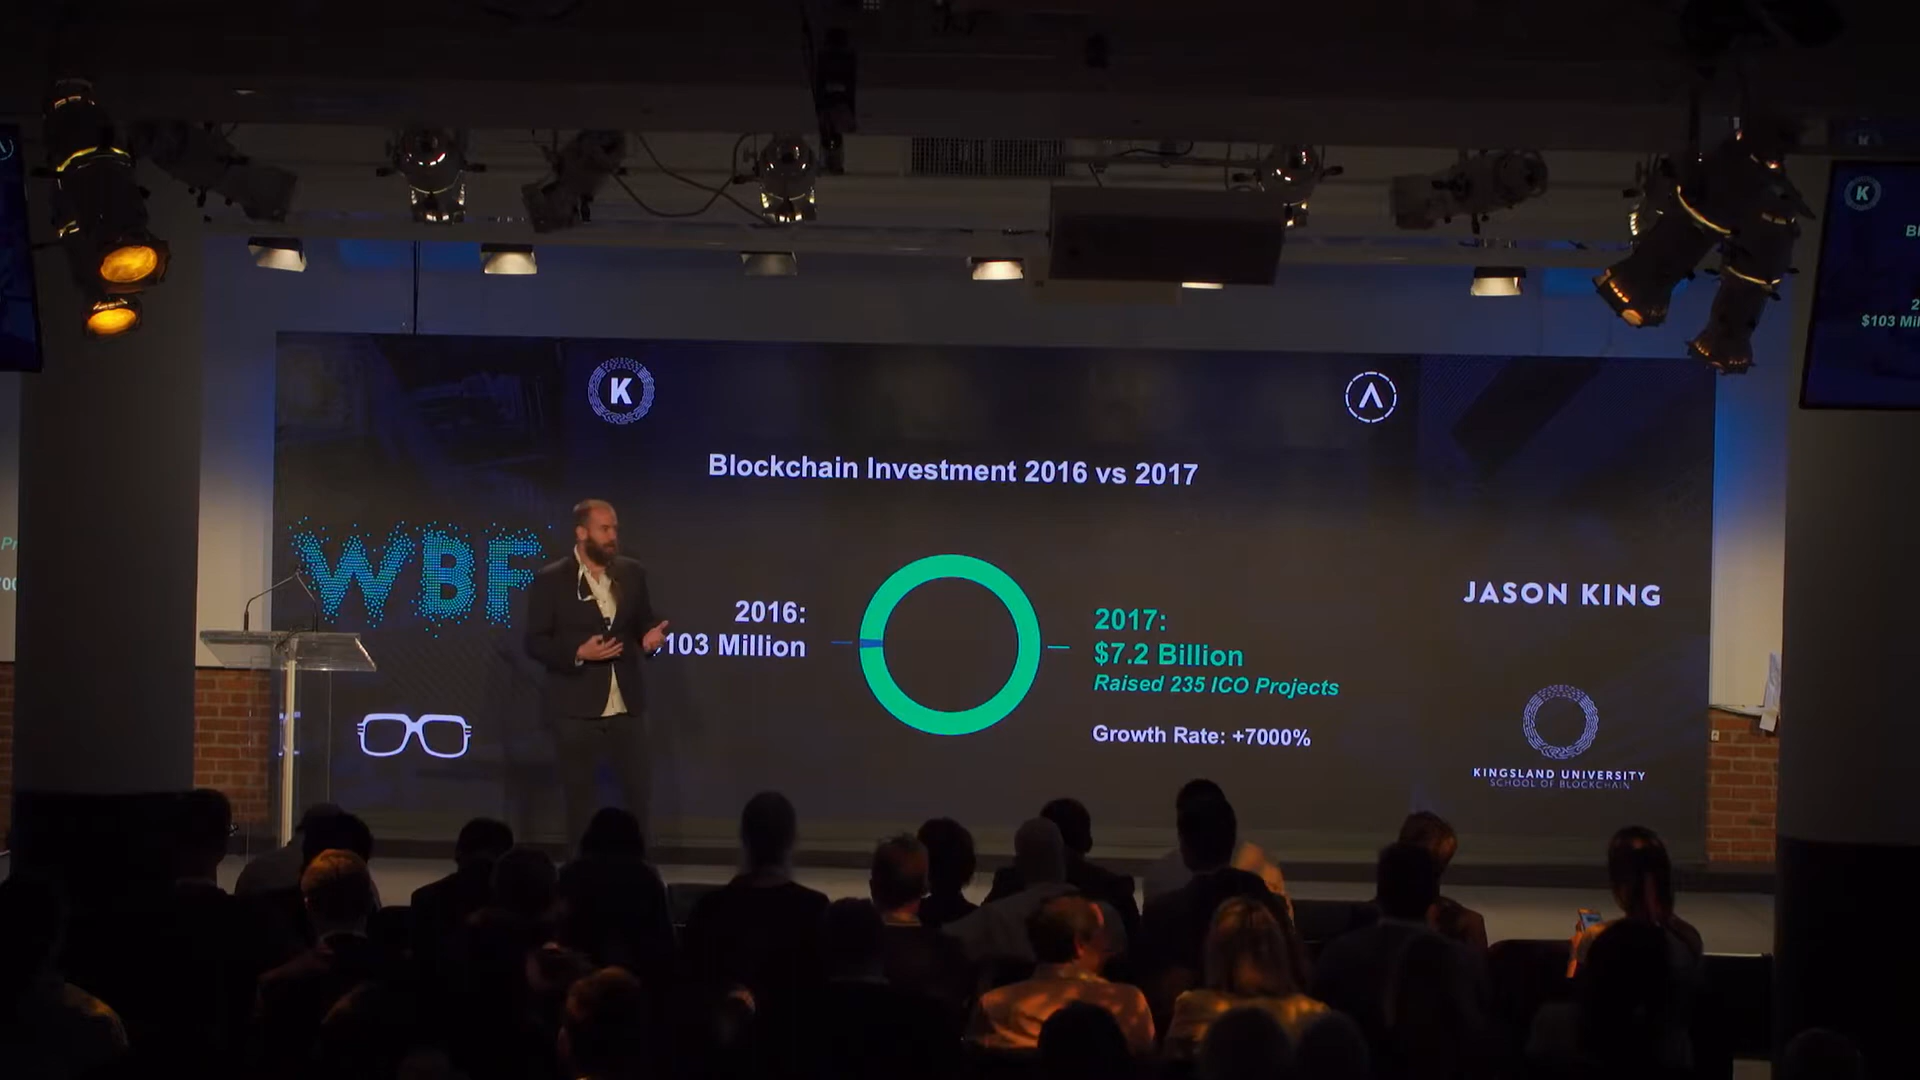 K
Blockchain Investment 2016 vs 2017
WBF
2016:
103 Million
2017:
$7.2 Billion
Raised 235 ICO Projects
Growth Rate: +7000%
JASON KING
KINGSLAND UNIVERSITY
SCHOOL OF BLOCKCHAIN
K
$103 Mil